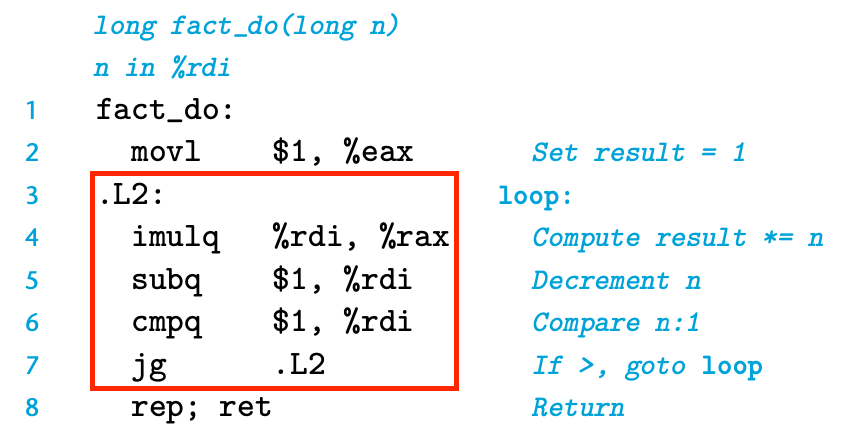 long fact_do(long n)
n in %rdi
1 fact_do:
2 movl $1, %eax Set result = 1
3 .L2: loop:
4 imulq %rdi, %rax Compute result *= n
5 subq $1, %rdi Decrement n
6 cmpq $1, %rdi Compare n:1
7 jg .L2 If >, goto loop
8 rep; ret Return